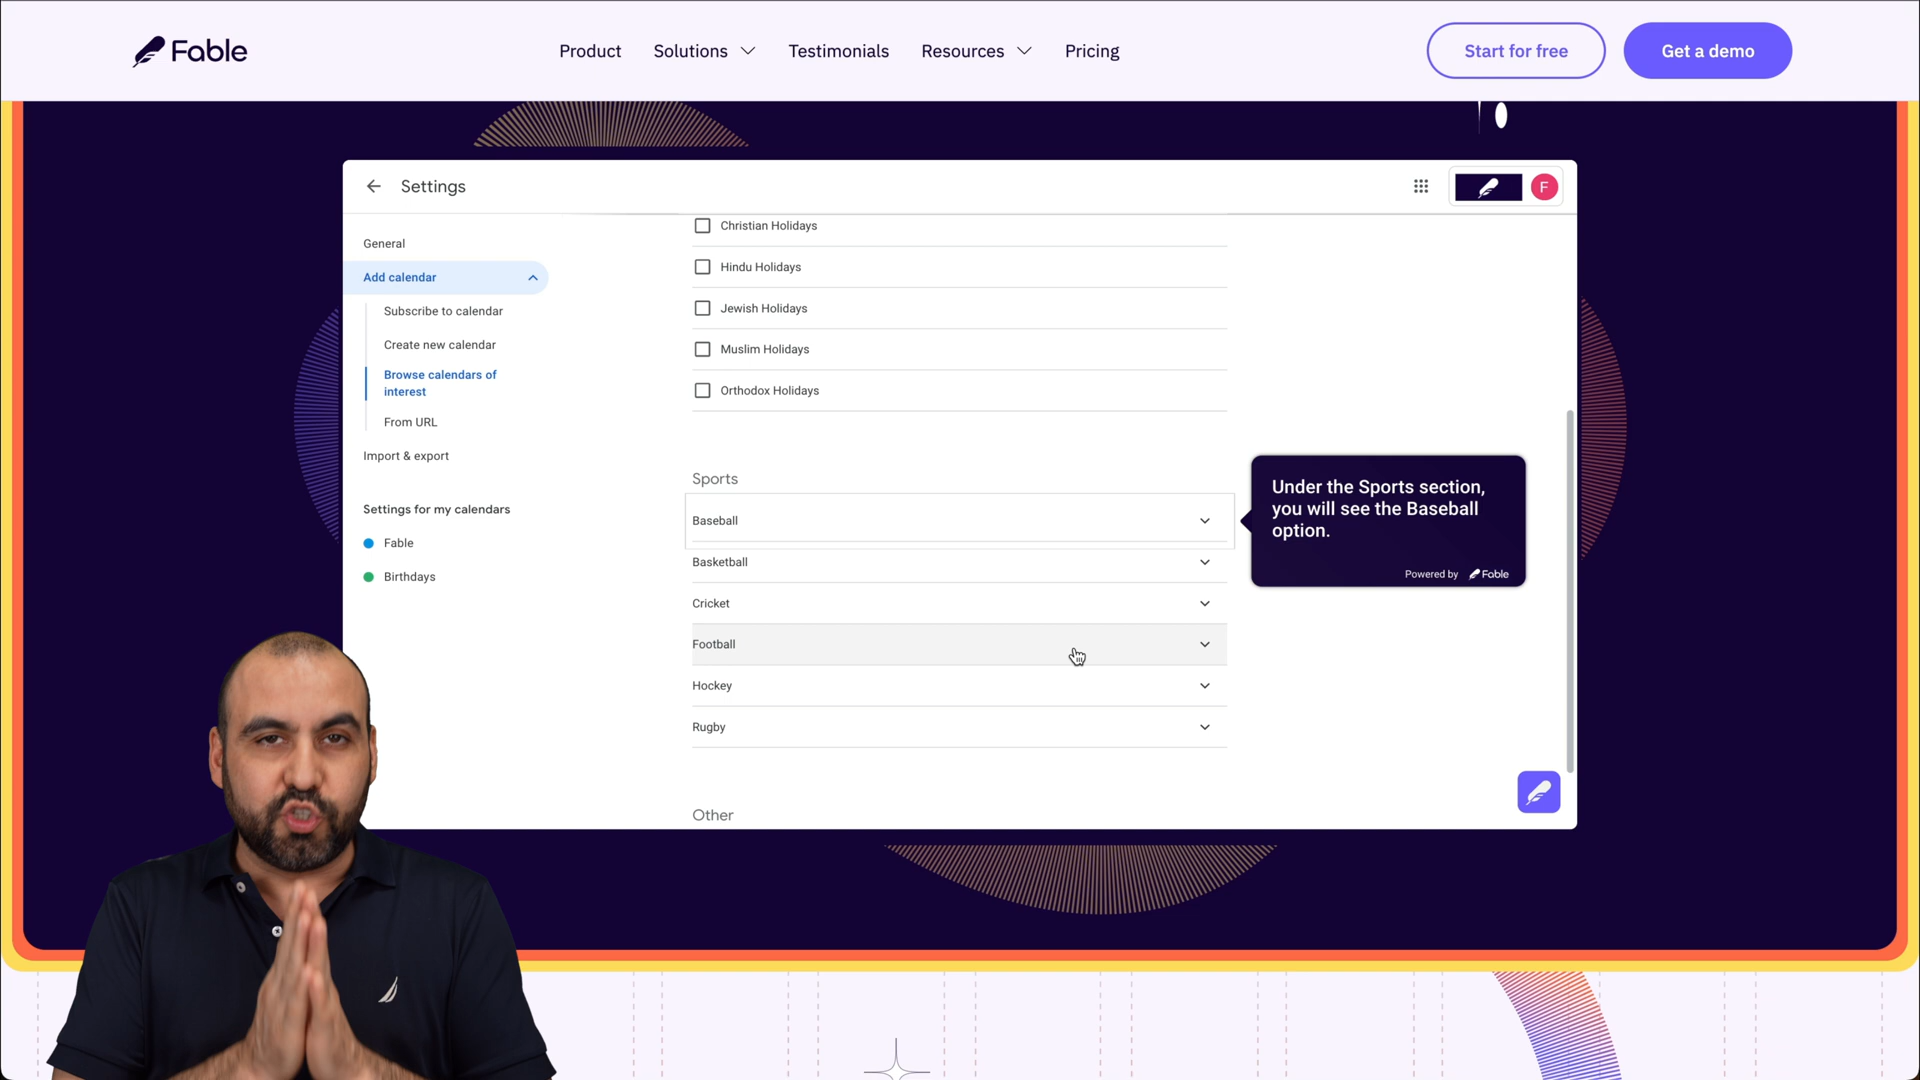 Fable
Product
Solutions
Testimonials
Resources
Pricing
Start for free
Get a demo
Settings
F
General
Add calendar
Subscribe to calendar
Create new calendar
Browse calendars of
interest
From URL
Import & export
Settings for my calendars
Fable
Birthdays
Christian Holidays
Hindu Holidays
Jewish Holidays
Muslim Holidays
Orthodox Holidays
Sports
Baseball
Basketball
Cricket
Football
Hockey
Rugby
Other
Under the Sports section,
you will see the Baseball
option.
Powered by Fable